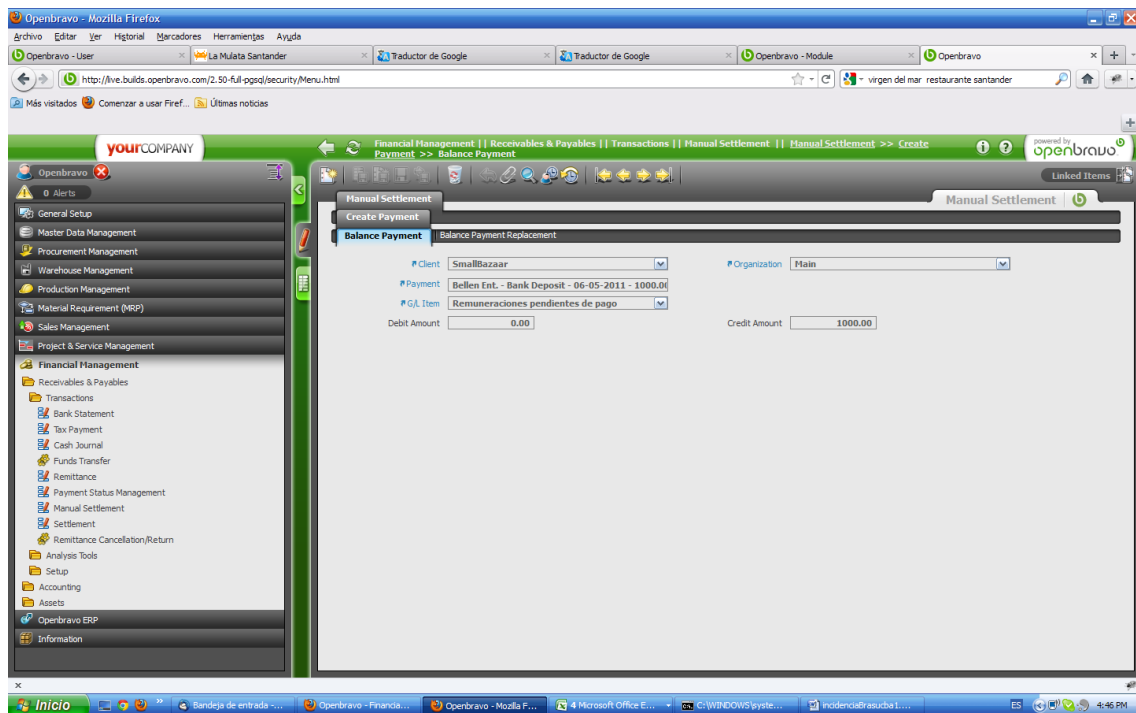 Openbravo - Mozilla Firefox
Archivo Editar Ver Historial Marcadores Herramientas Ayuda
Openbravo - User
La Mulata Santander
Traductor de Google
Traductor de Google
Openbravo - Module
Openbravo
http://live.builds.openbravo.com/2.50-full-pgsql/security/Menu.html
virgen del mar restaurante santander
Más visitados Comenzar a usar Firef... Últimas noticias
yourCOMPANY
Financial Management || Receivables & Payables || Transactions || Manual Settlement || Manual Settlement >> Create
Payment >> Balance Payment
powered by
openbravo
Openbravo
0 Alerts
Linked Items
General Setup
Master Data Management
Procurement Management
Warehouse Management
Production Management
Material Requirement (MRP)
Sales Management
Project & Service Management
Financial Management
Receivables & Payables
Transactions
Bank Statement
Tax Payment
Cash Journal
Funds Transfer
Remittance
Payment Status Management
Manual Settlement
Settlement
Remittance Cancellation/Return
Analysis Tools
Setup
Accounting
Assets
Openbravo ERP
Information
Manual Settlement
Manual Settlement
Create Payment
Balance Payment Balance Payment Replacement
Client SmallBazaar
Organization Main
Payment Bellen Ent. - Bank Deposit - 06-05-2011 - 1000.00
G/L Item Remuneraciones pendientes de pago
Debit Amount 0.00
Credit Amount 1000.00
Inicio
Bandeja de entrada -...
Openbravo - Financia...
Openbravo - Mozilla F...
4 Microsoft Office E...
C:\WINDOWS\syste...
incidenciaBrasucba 1....
ES
4:46 PM